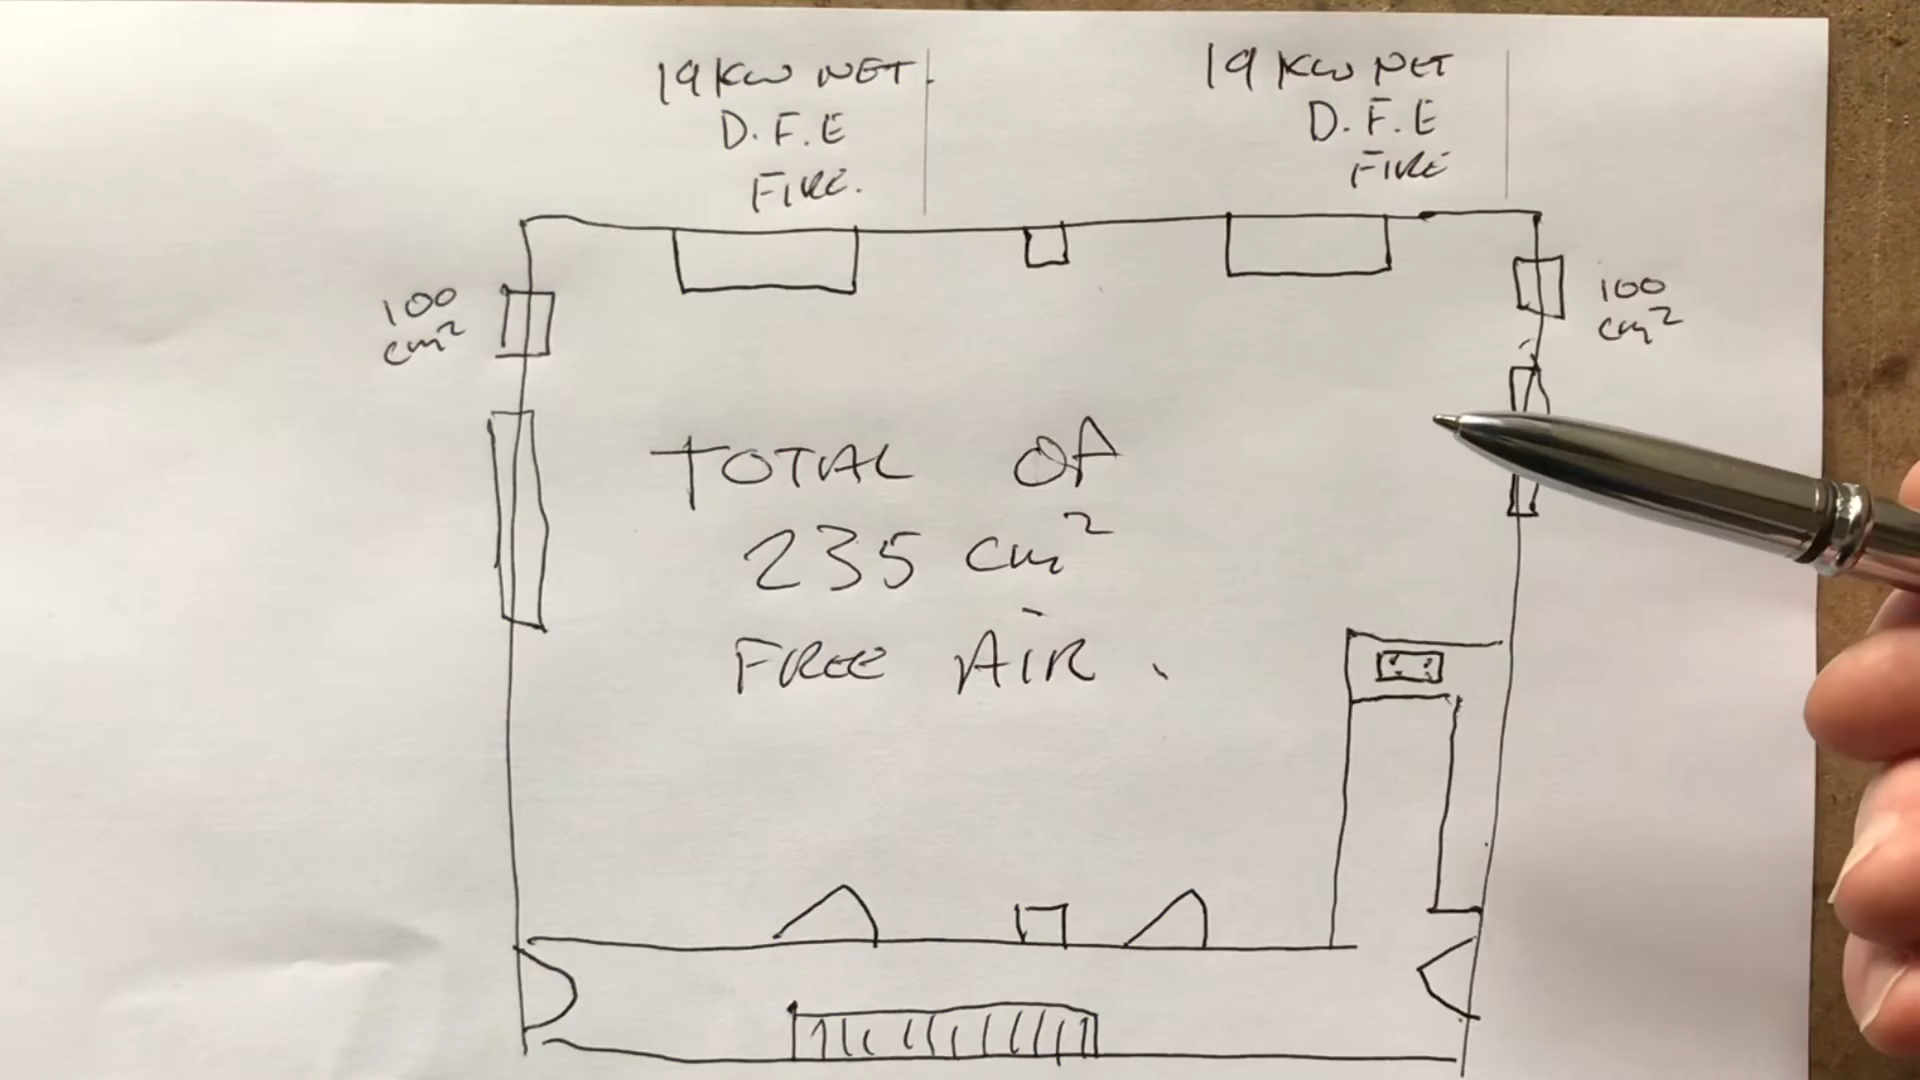 19 KW NET
D.F.E
FIRE.
19 KW NET
D.F.E
FIRE
100
cm²
100
cm²
TOTAL OF
235 cm²
FREE AIR.